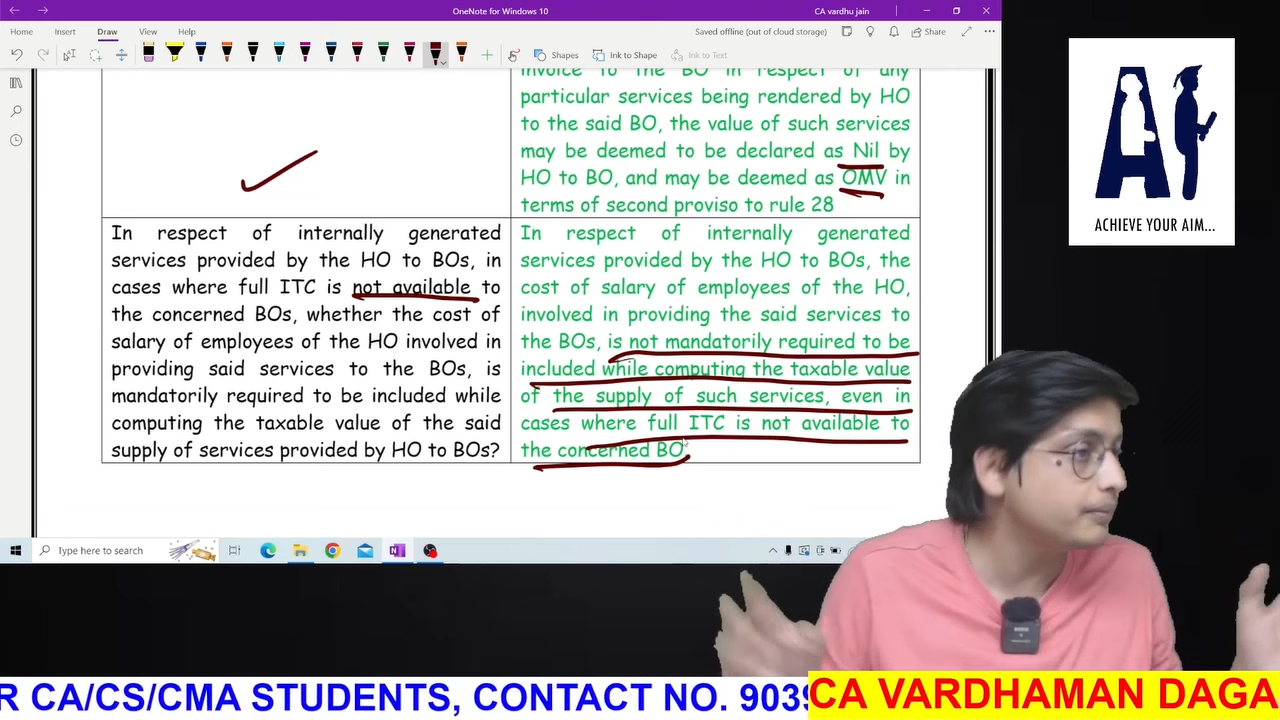 OneNote for Windows 10
CA vardhu jain
Home Insert Draw View Help
Saved offline (out of cloud storage)
Share
Shapes
Ink to Shape
Ink to Text
invoice to the BO in respect of any
particular services being rendered by HO
to the said BO, the value of such services
may be deemed to be declared as Nil by
HO to BO, and may be deemed as OMV in
terms of second proviso to rule 28
In respect of internally generated
services provided by the HO to BOs, in
cases where full ITC is not available to
the concerned BOs, whether the cost of
salary of employees of the HO involved in
providing said services to the BOs, is
mandatorily required to be included while
computing the taxable value of the said
supply of services provided by HO to BOs?
In respect of internally generated
services provided by the HO to BOs, the
cost of salary of employees of the HO,
involved in providing the said services to
the BOs, is not mandatorily required to be
included while computing the taxable value
of the supply of such services, even in
cases where full ITC is not available to
the concerned BO
Type here to search
ACHIEVE YOUR AIM...
R CA/CS/CMA STUDENTS, CONTACT NO. 9039
CA VARDHAMAN DAGA